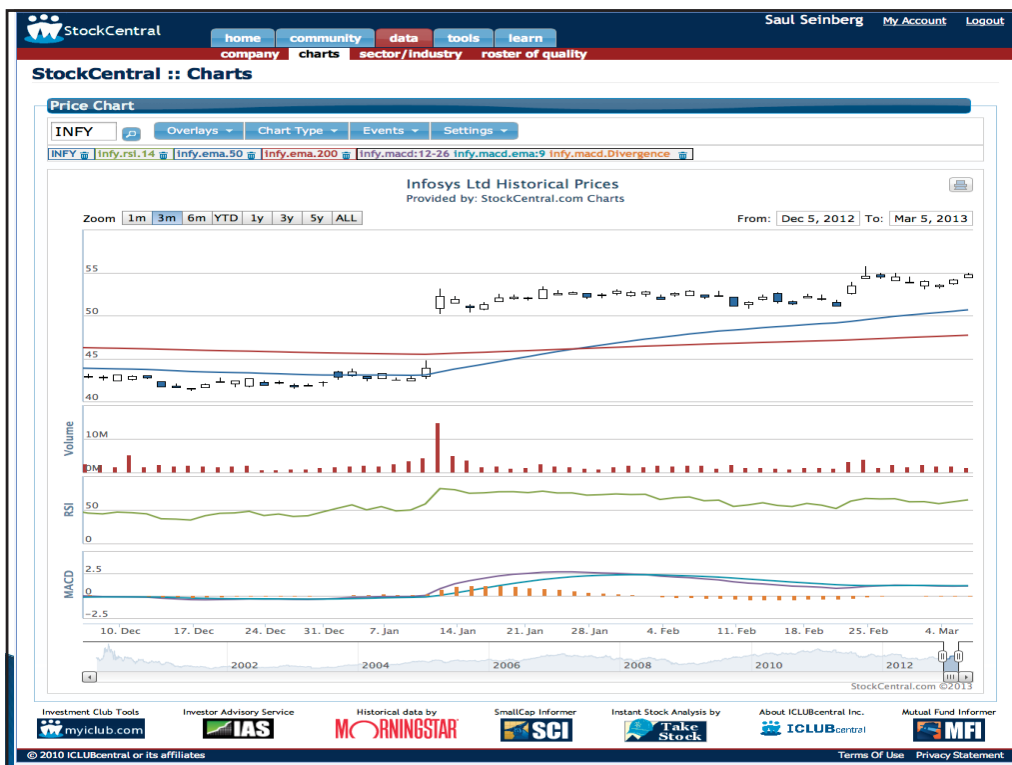 StockCentral
Saul Seinberg My Account Logout
home community data tools learn
company charts sector/industry roster of quality
StockCentral :: Charts
Price Chart
INFY Overlays Chart Type Events Settings
INFY infy.rsi.14 infy.ema.50 infy.ema.200 infy.macd:12-26 infy.macd.ema:9 infy.macd.Divergence
Infosys Ltd Historical Prices
Provided by: StockCentral.com Charts
Zoom 1m 3m 6m YTD 1y 3y 5y ALL From: Dec 5, 2012 To: Mar 5, 2013
55
50
45
40
Volume
10M
0M
RSI
50
0
MACD
2.5
0
-2.5
10. Dec 17. Dec 24. Dec 31. Dec 7. Jan 14. Jan 21. Jan 28. Jan 4. Feb 11. Feb 18. Feb 25. Feb 4. Mar
2002 2004 2006 2008 2010 2012
StockCentral.com ©2013
Investment Club Tools Investor Advisory Service Historical data by SmallCap Informer Instant Stock Analysis by About ICLUBcentral Inc. Mutual Fund Informer
myiclub.com IAS MORNINGSTAR SCI Take Stock ICLUBcentral MFI
© 2010 ICLUBcentral or its affiliates Terms Of Use Privacy Statement